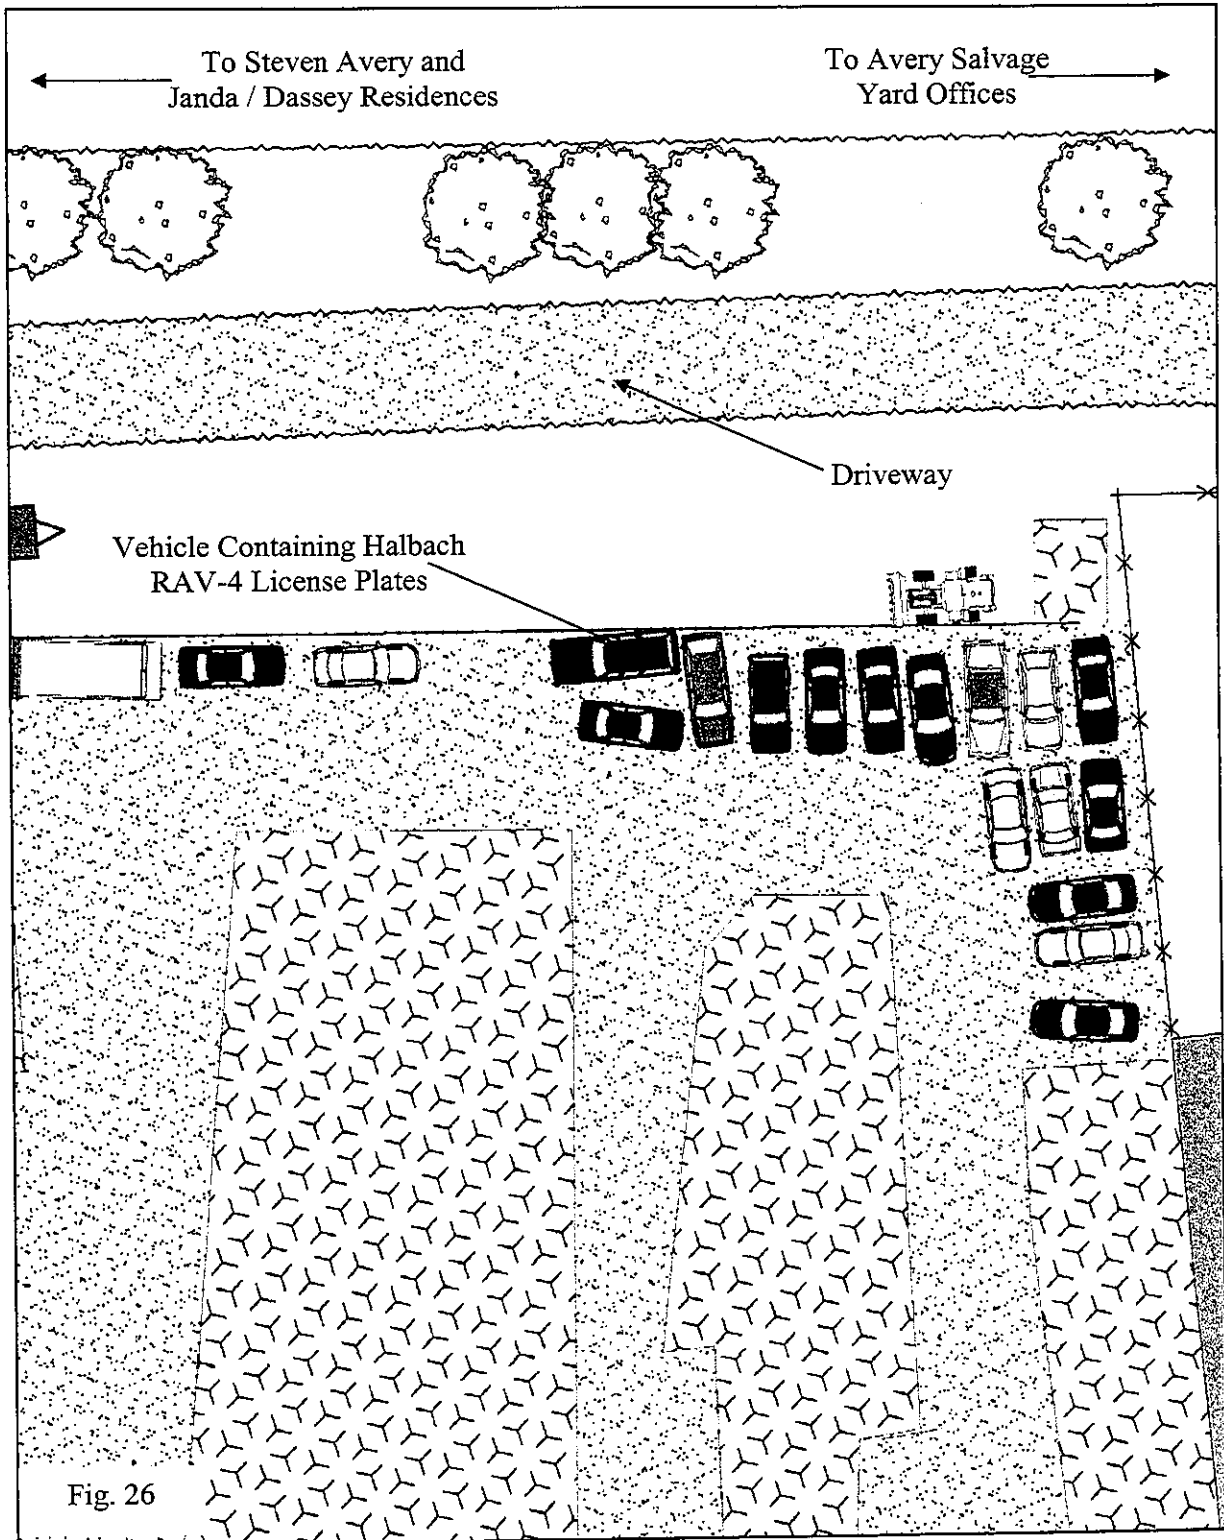 To Steven Avery and
Janda / Dassey Residences
To Avery Salvage
Yard Offices
Driveway
Vehicle Containing Halbach
RAV-4 License Plates
Fig. 26